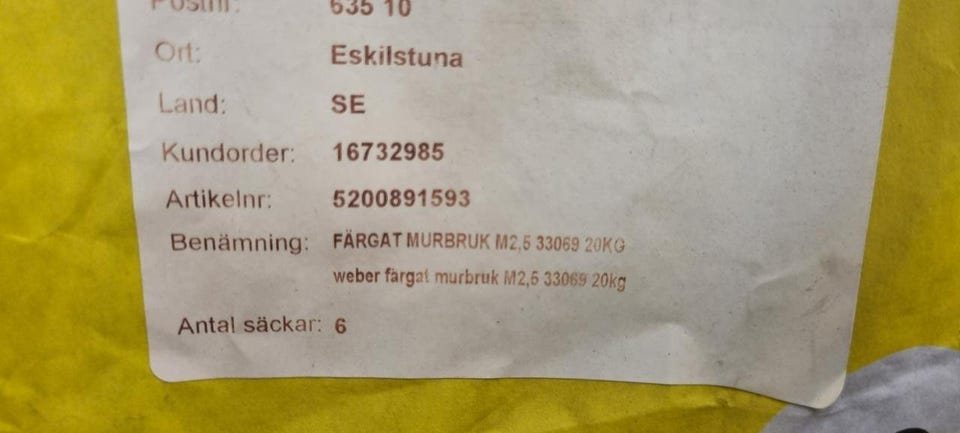 Postnr: 635 10
Ort: Eskilstuna
Land: SE
Kundorder: 16732985
Artikelnr: 5200891593
Benämning: FÄRGAT MURBRUK M2,5 33069 20KG
weber färgat murbruk M2,5 33069 20kg
Antal säckar: 6